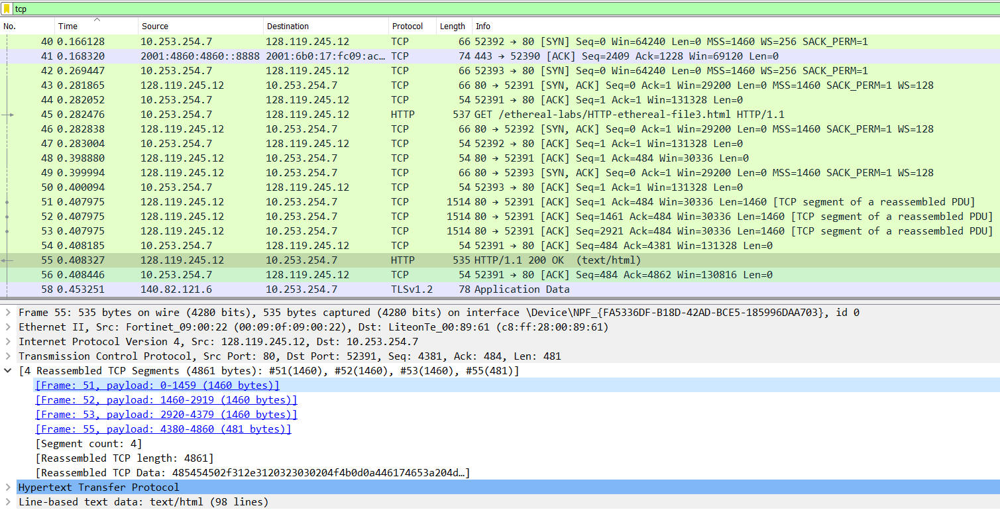 tcp
No. Time Source Destination Protocol Length Info
40 0.166128 10.253.254.7 128.119.245.12 TCP 66 52392 → 80 [SYN] Seq=0 Win=64240 Len=0 MSS=1460 WS=256 SACK_PERM=1
41 0.168320 2001:4860:4860::8888 2001:6b0:17:fc09:ac… TCP 74 443 → 52390 [ACK] Seq=2409 Ack=1228 Win=69120 Len=0
42 0.269447 10.253.254.7 128.119.245.12 TCP 66 52393 → 80 [SYN] Seq=0 Win=64240 Len=0 MSS=1460 WS=256 SACK_PERM=1
43 0.281865 128.119.245.12 10.253.254.7 TCP 66 80 → 52391 [SYN, ACK] Seq=0 Ack=1 Win=29200 Len=0 MSS=1460 SACK_PERM=1 WS=128
44 0.282052 10.253.254.7 128.119.245.12 TCP 54 52391 → 80 [ACK] Seq=1 Ack=1 Win=131328 Len=0
45 0.282476 10.253.254.7 128.119.245.12 HTTP 537 GET /ethereal-labs/HTTP-ethereal-file3.html HTTP/1.1
46 0.282838 128.119.245.12 10.253.254.7 TCP 66 80 → 52392 [SYN, ACK] Seq=0 Ack=1 Win=29200 Len=0 MSS=1460 SACK_PERM=1 WS=128
47 0.283004 10.253.254.7 128.119.245.12 TCP 54 52392 → 80 [ACK] Seq=1 Ack=1 Win=131328 Len=0
48 0.398880 128.119.245.12 10.253.254.7 TCP 54 80 → 52391 [ACK] Seq=1 Ack=484 Win=30336 Len=0
49 0.399994 128.119.245.12 10.253.254.7 TCP 66 80 → 52393 [SYN, ACK] Seq=0 Ack=1 Win=29200 Len=0 MSS=1460 SACK_PERM=1 WS=128
50 0.400094 10.253.254.7 128.119.245.12 TCP 54 52393 → 80 [ACK] Seq=1 Ack=1 Win=131328 Len=0
51 0.407975 128.119.245.12 10.253.254.7 TCP 1514 80 → 52391 [ACK] Seq=1 Ack=484 Win=30336 Len=1460 [TCP segment of a reassembled PDU]
52 0.407975 128.119.245.12 10.253.254.7 TCP 1514 80 → 52391 [ACK] Seq=1461 Ack=484 Win=30336 Len=1460 [TCP segment of a reassembled PDU]
53 0.407975 128.119.245.12 10.253.254.7 TCP 1514 80 → 52391 [ACK] Seq=2921 Ack=484 Win=30336 Len=1460 [TCP segment of a reassembled PDU]
54 0.408185 10.253.254.7 128.119.245.12 TCP 54 52391 → 80 [ACK] Seq=484 Ack=4381 Win=131328 Len=0
55 0.408327 128.119.245.12 10.253.254.7 HTTP 535 HTTP/1.1 200 OK  (text/html)
56 0.408446 10.253.254.7 128.119.245.12 TCP 54 52391 → 80 [ACK] Seq=484 Ack=4862 Win=130816 Len=0
58 0.453251 140.82.121.6 10.253.254.7 TLSv1.2 78 Application Data
Frame 55: 535 bytes on wire (4280 bits), 535 bytes captured (4280 bits) on interface \Device\NPF_{FA5336DF-B18D-42AD-BCE5-185996DAA703}, id 0
Ethernet II, Src: Fortinet_09:00:22 (00:09:0f:09:00:22), Dst: LiteonTe_00:89:61 (c8:ff:28:00:89:61)
Internet Protocol Version 4, Src: 128.119.245.12, Dst: 10.253.254.7
Transmission Control Protocol, Src Port: 80, Dst Port: 52391, Seq: 4381, Ack: 484, Len: 481
[4 Reassembled TCP Segments (4861 bytes): #51(1460), #52(1460), #53(1460), #55(481)]
[Frame: 51, payload: 0-1459 (1460 bytes)]
[Frame: 52, payload: 1460-2919 (1460 bytes)]
[Frame: 53, payload: 2920-4379 (1460 bytes)]
[Frame: 55, payload: 4380-4860 (481 bytes)]
[Segment count: 4]
[Reassembled TCP length: 4861]
[Reassembled TCP Data: 485454502f312e3120323030204f4b0d0a446174653a204d…]
Hypertext Transfer Protocol
Line-based text data: text/html (98 lines)